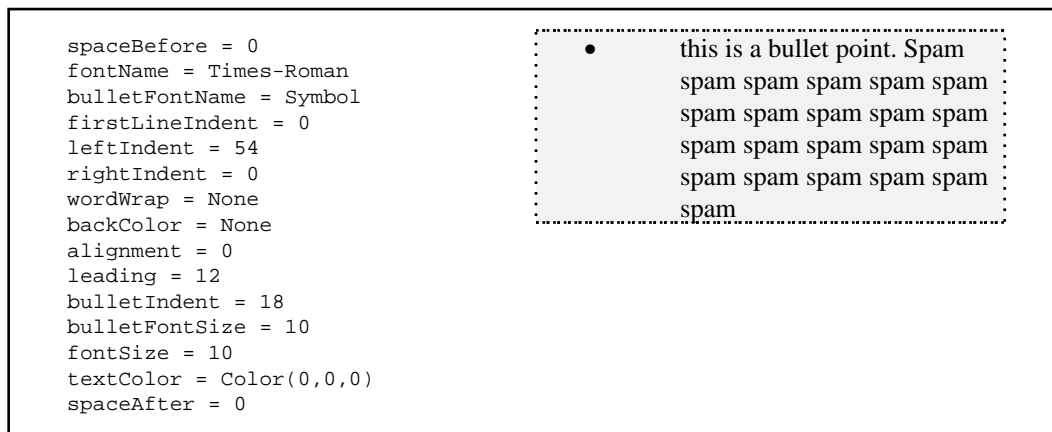 spaceBefore = 0
fontName = Times-Roman
bulletFontName = Symbol
firstLineIndent = 0
leftIndent = 54
rightIndent = 0
wordWrap = None
backColor = None
alignment = 0
leading = 12
bulletIndent = 18
bulletFontSize = 10
fontSize = 10
textColor = Color(0,0,0)
spaceAfter = 0
• this is a bullet point. Spam
spam spam spam spam spam
spam spam spam spam spam
spam spam spam spam spam
spam spam spam spam spam
spam